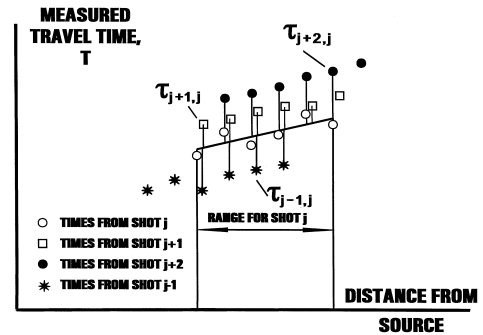 MEASURED
TRAVEL TIME,
T
τj+2,j
τj+1,j
τj-1,j
RANGE FOR SHOT j
TIMES FROM SHOT j
TIMES FROM SHOT j+1
TIMES FROM SHOT j+2
TIMES FROM SHOT j-1
DISTANCE FROM
SOURCE